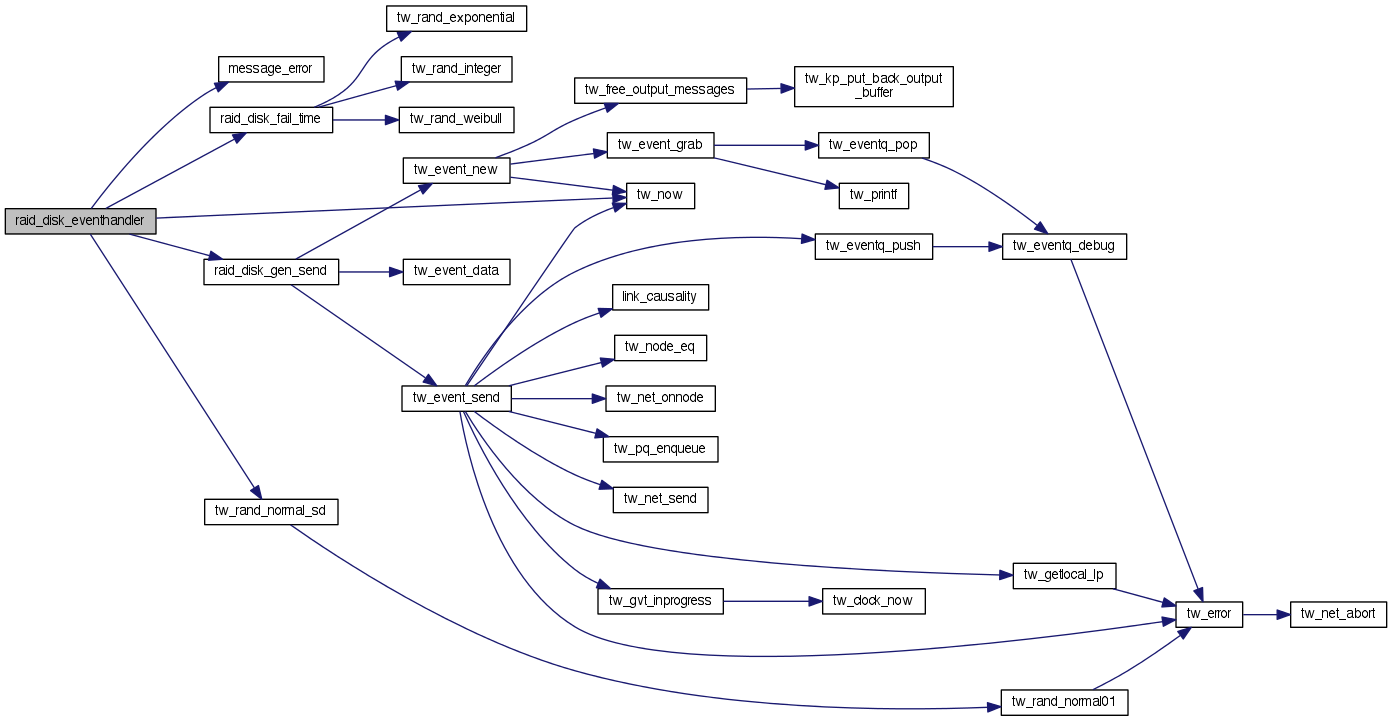 tw_rand_exponential
message_error
tw_rand_integer
tw_free_output_messages
tw_kp_put_back_output
_buffer
raid_disk_fail_time
tw_rand_weibull
tw_event_grab
tw_eventq_pop
tw_event_new
tw_now
tw_printf
raid_disk_eventhandler
tw_eventq_push
tw_eventq_debug
raid_disk_gen_send
tw_event_data
link_causality
tw_node_eq
tw_event_send
tw_net_onnode
tw_pq_enqueue
tw_net_send
tw_rand_normal_sd
tw_getlocal_lp
tw_gvt_inprogress
tw_clock_now
tw_error
tw_net_abort
tw_rand_normal01